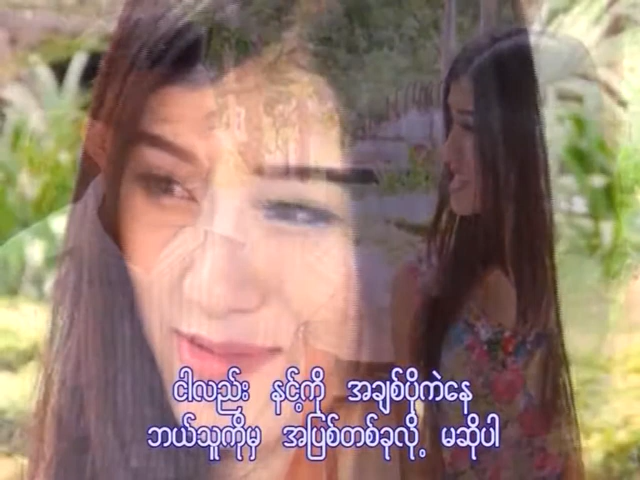 ငါလည်း နင့်ကို အချစ်ပိုကဲနေ
ဘယ်သူကိုမှ အပြစ်တစ်ခုလို့ မဆိုပါ